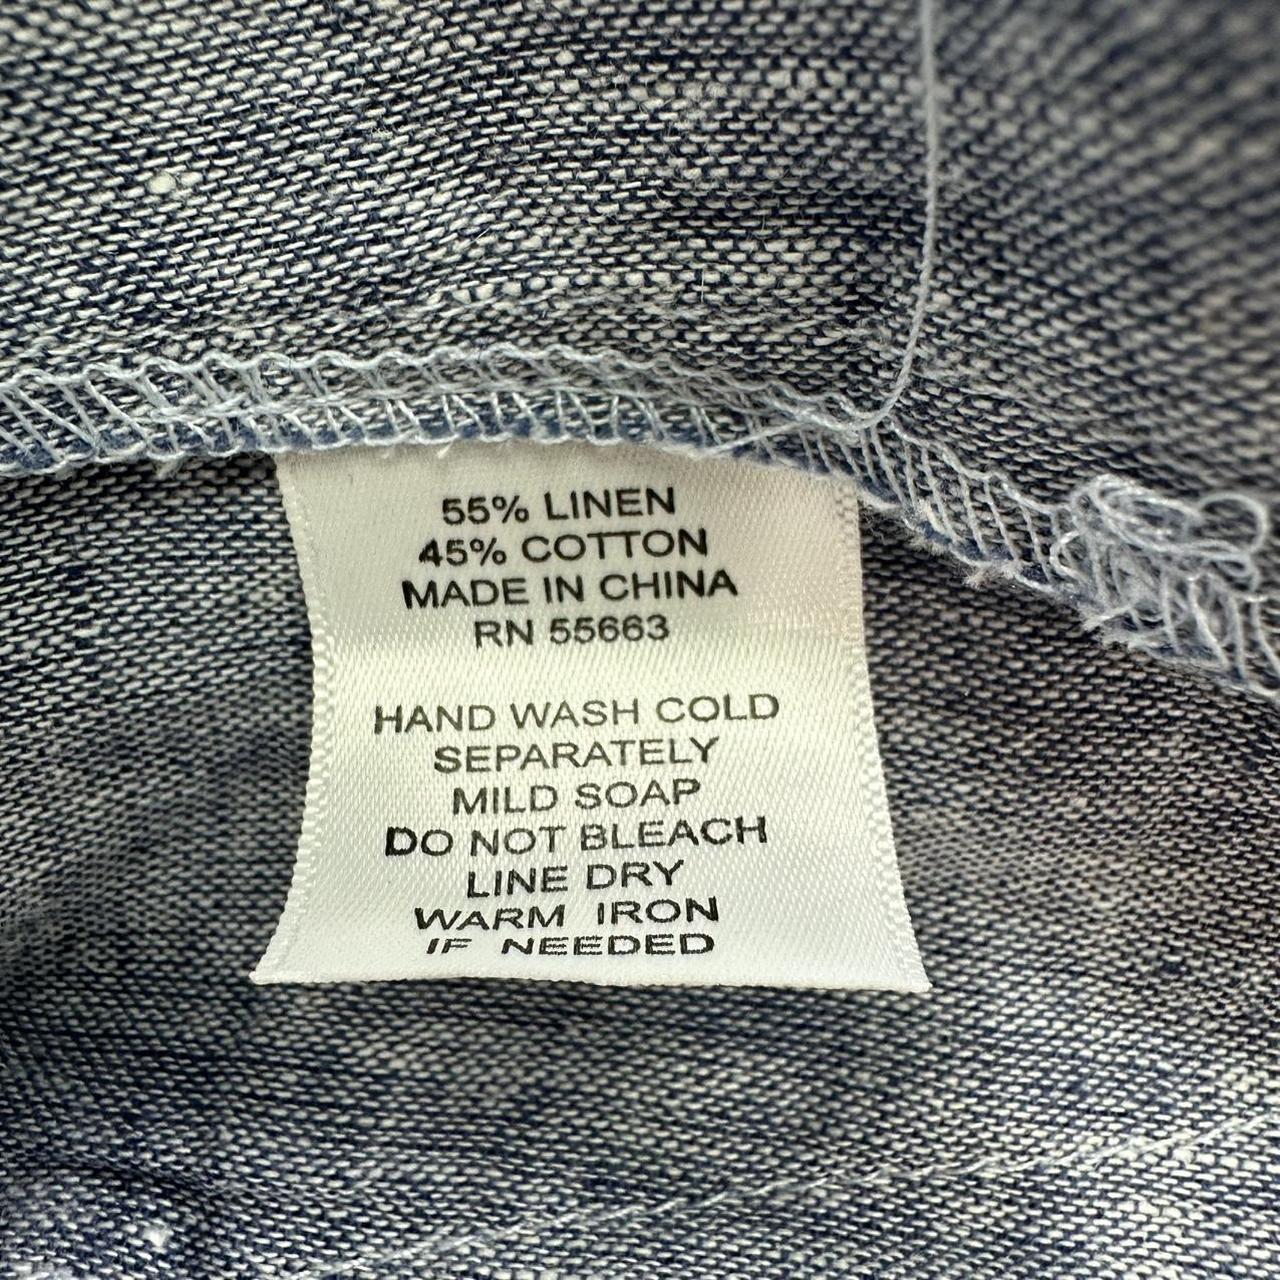 55% LINEN
45% COTTON
MADE IN CHINA
RN 55663
HAND WASH COLD
SEPARATELY
MILD SOAP
DO NOT BLEACH
LINE DRY
WARM IRON
IF NEEDED